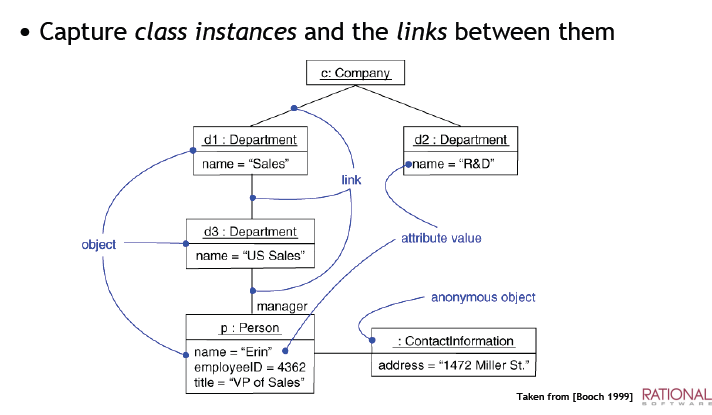 • Capture class instances and the links between them
c: Company
d1 : Department
name = “Sales”
d2 : Department
name = “R&D”
link
d3 : Department
name = “US Sales”
object
attribute value
manager
anonymous object
p : Person
name = “Erin”
employeeID = 4362
title = “VP of Sales”
: ContactInformation
address = “1472 Miller St.”
Taken from [Booch 1999]
RATIONAL
SOFTWARE